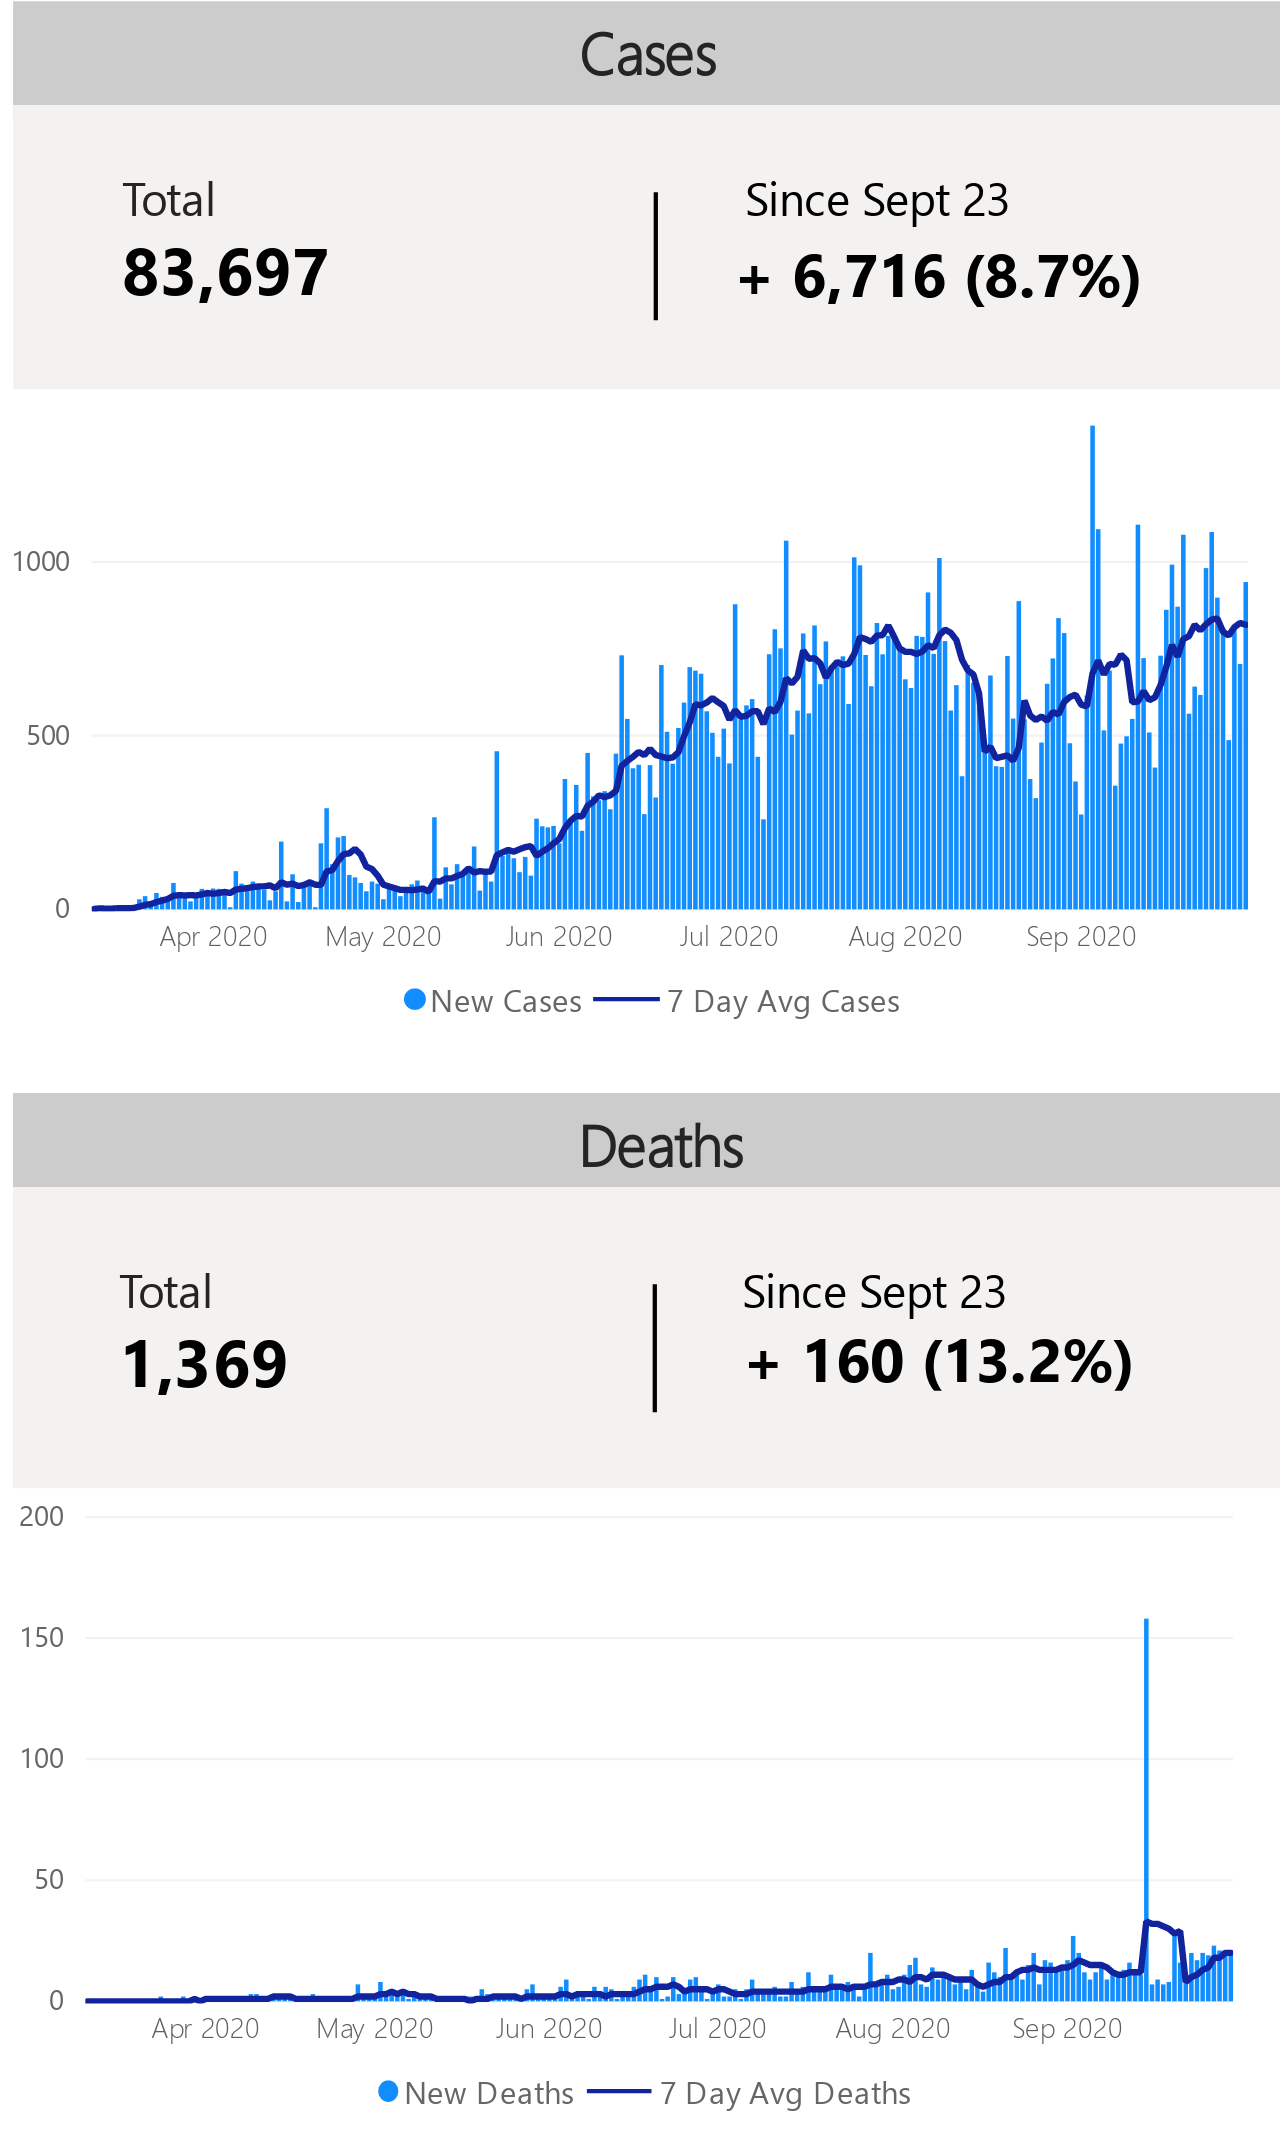 Cases
Total
Since Sept 23
83,697
+ 6,716 (8.7%)
1000
500
0
Apr 2020 May 2020 Jun 2020 Jul 2020 Aug 2020 Sep 2020
New Cases 7 Day Avg Cases
Deaths
Total
Since Sept 23
1,369
+ 160 (13.2%)
200
150
100
50
0
Apr 2020 May 2020 Jun 2020 Jul 2020 Aug 2020 Sep 2020
New Deaths 7 Day Avg Deaths